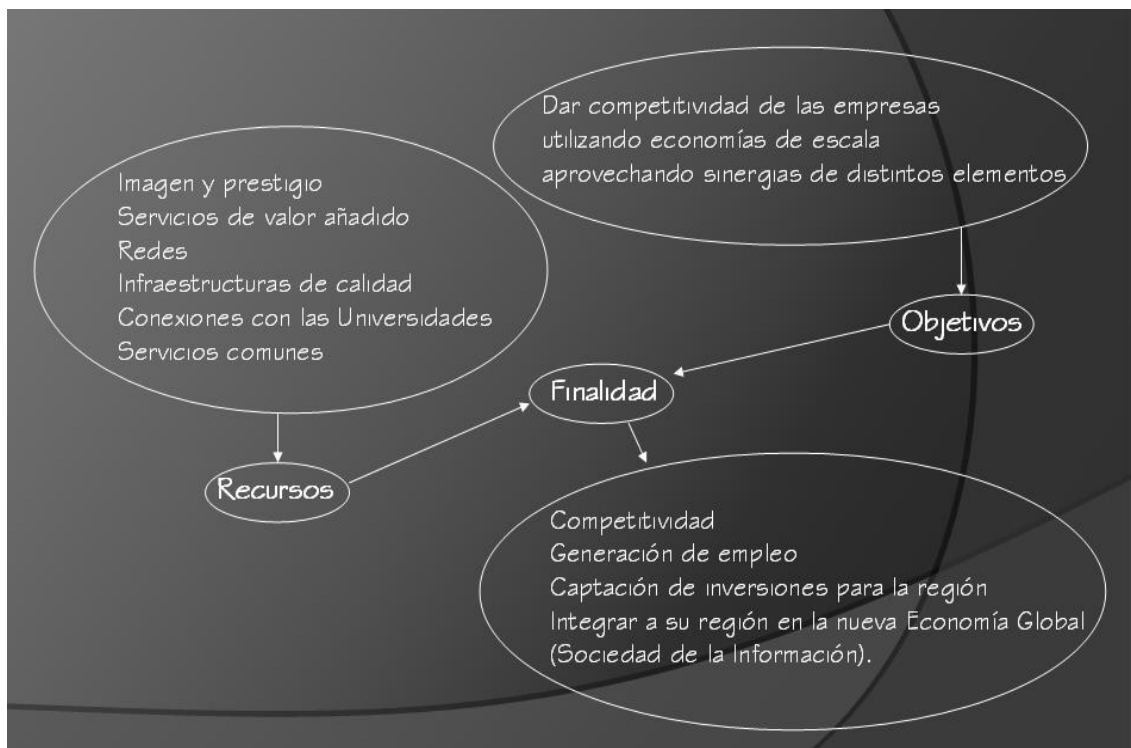 Dar competitividad de las empresas
utilizando economías de escala
aprovechando sinergias de distintos elementos
Imagen y prestigio
Servicios de valor añadido
Redes
Infraestructuras de calidad
Conexiones con las Universidades
Servicios comunes
Objetivos
Finalidad
Recursos
Competitividad
Generación de empleo
Captación de inversiones para la región
Integrar a su región en la nueva Economía Global
(Sociedad de la Información).